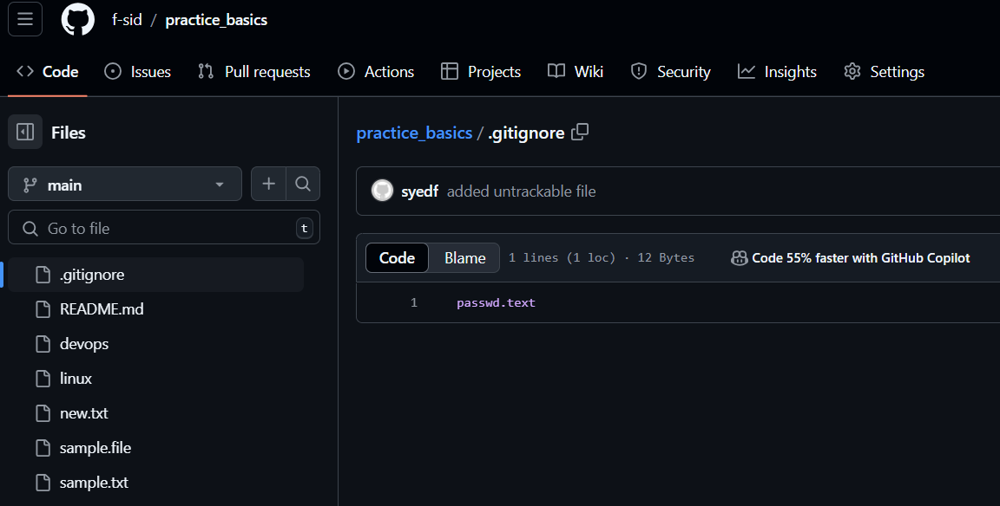 f-sid / practice_basics
Code Issues Pull requests Actions Projects Wiki Security Insights Settings
Files
main
Go to file t
.gitignore
README.md
devops
linux
new.txt
sample.file
sample.txt
practice_basics / .gitignore
syedf added untrackable file
Code Blame 1 lines (1 loc) · 12 Bytes Code 55% faster with GitHub Copilot
1 passwd.text